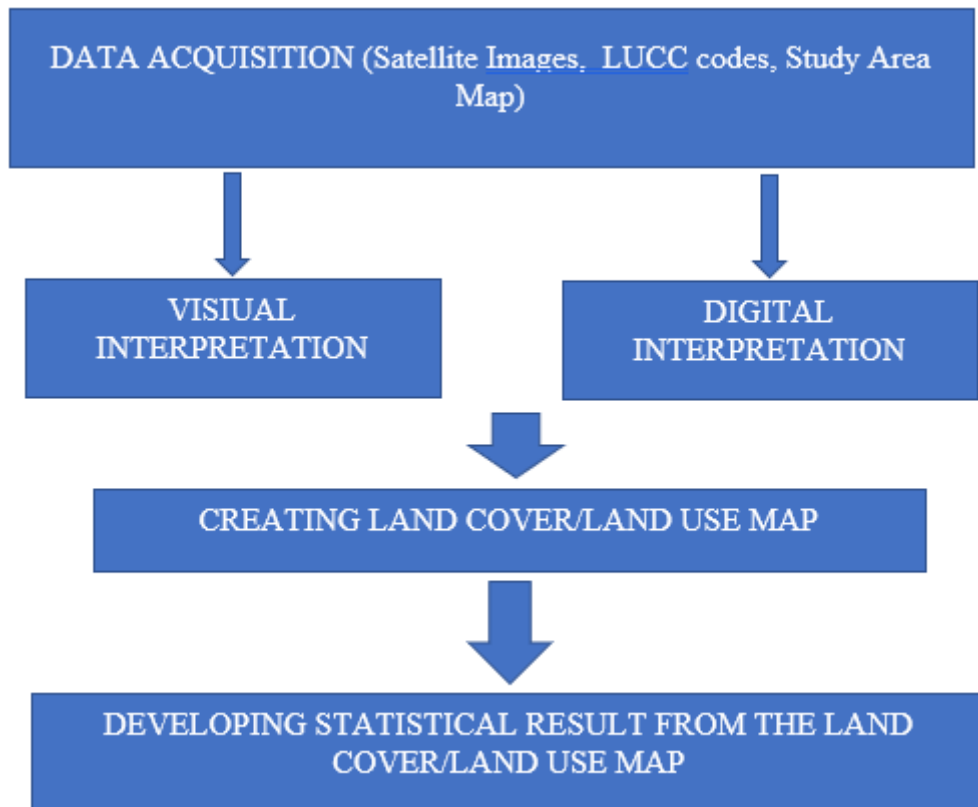 DATA ACQUISITION (Satellite Images, LUCC codes, Study Area
Map)
VISIUAL
INTERPRETATION
DIGITAL
INTERPRETATION
CREATING LAND COVER/LAND USE MAP
DEVELOPING STATISTICAL RESULT FROM THE LAND
COVER/LAND USE MAP